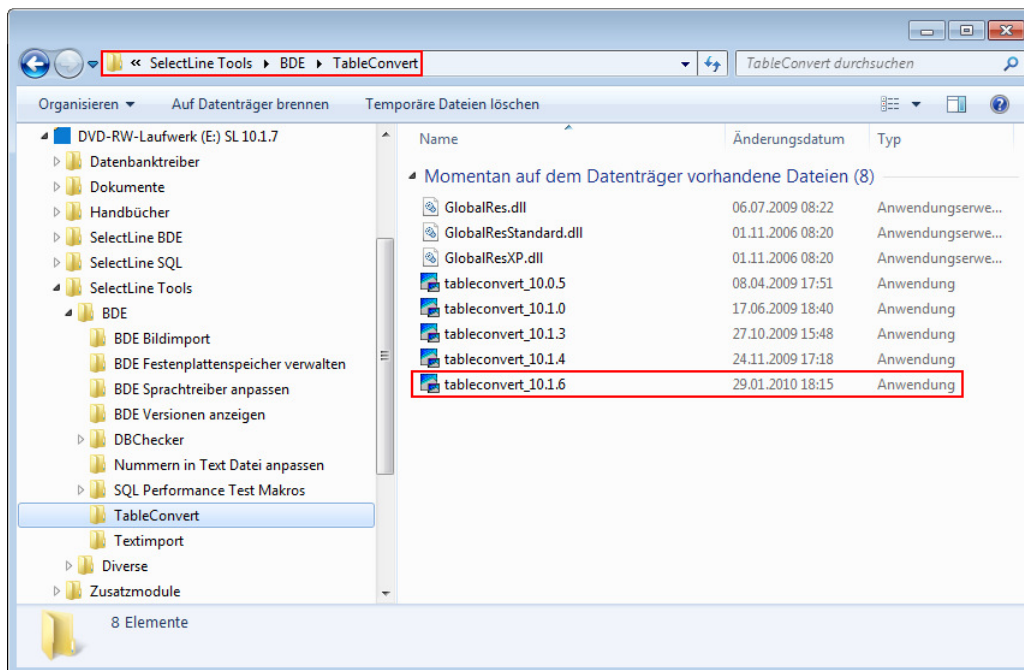 « SelectLine Tools BDE TableConvert
TableConvert durchsuchen
Organisieren Auf Datenträger brennen Temporäre Dateien löschen
DVD-RW-Laufwerk (E:) SL 10.1.7
Datenbanktreiber
Dokumente
Handbücher
SelectLine BDE
SelectLine SQL
SelectLine Tools
BDE
BDE Bildimport
BDE Festenplattenspeicher verwalten
BDE Sprachtreiber anpassen
BDE Versionen anzeigen
DBChecker
Nummern in Text Datei anpassen
SQL Performance Test Makros
TableConvert
Textimport
Diverse
Zusatzmodule
Name Änderungsdatum Typ
Momentan auf dem Datenträger vorhandene Dateien (8)
GlobalRes.dll 06.07.2009 08:22 Anwendungserwe...
GlobalResStandard.dll 01.11.2006 08:20 Anwendungserwe...
GlobalResXP.dll 01.11.2006 08:20 Anwendungserwe...
tableconvert_10.0.5 08.04.2009 17:51 Anwendung
tableconvert_10.1.0 17.06.2009 18:40 Anwendung
tableconvert_10.1.3 27.10.2009 15:48 Anwendung
tableconvert_10.1.4 24.11.2009 17:18 Anwendung
tableconvert_10.1.6 29.01.2010 18:15 Anwendung
8 Elemente